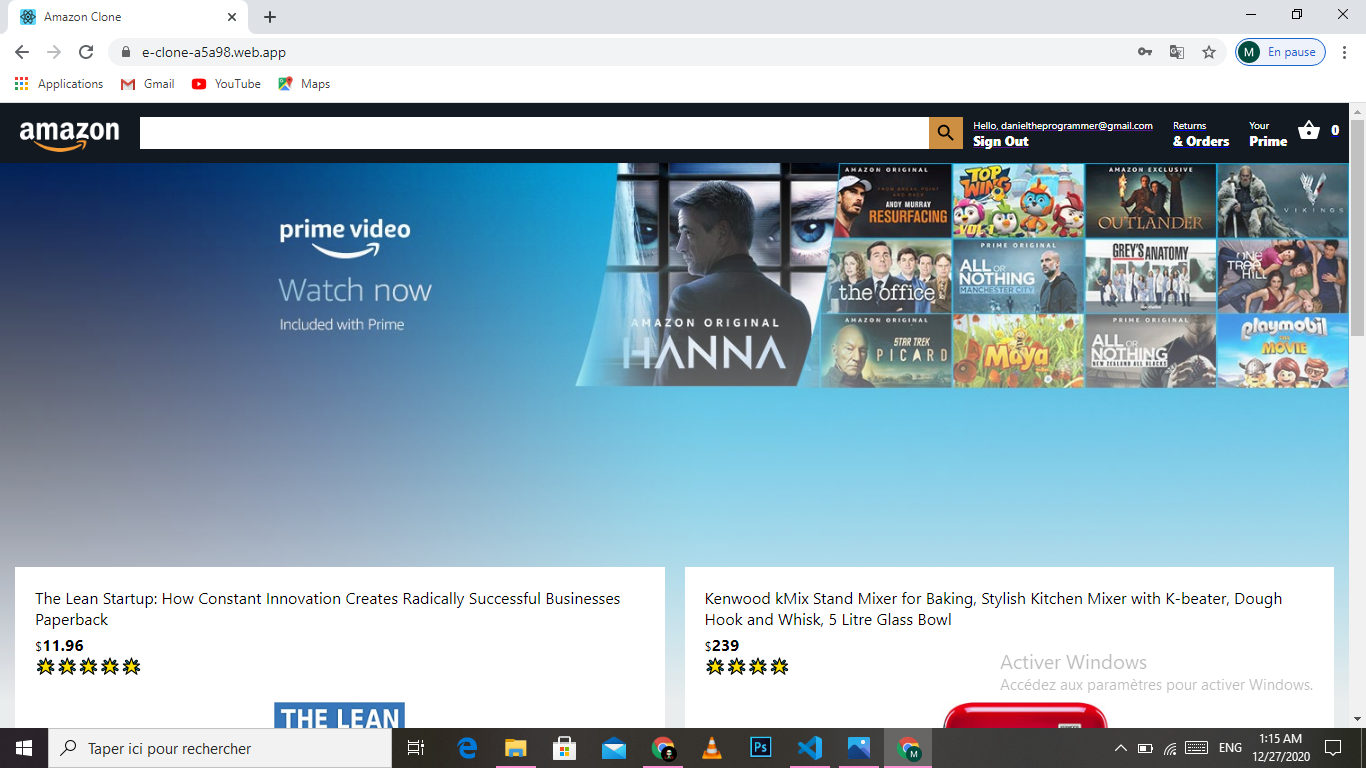 Amazon Clone
e-clone-a5a98.web.app
M
En pause
Applications
Gmail
YouTube
Maps
amazon
Hello, danieltheprogrammer@gmail.com
Sign Out
Returns
& Orders
Your
Prime
0
prime video
Watch now
Included with Prime
AMAZON ORIGINAL
HANNA
AMAZON ORIGINAL
ANDY MURRAY
RESURFACING
TOP
WING
VOL 1
AMAZON EXCLUSIVE
OUTLANDER
VIKINGS
the office
PRIME ORIGINAL
ALL OR
NOTHING
MANCHESTER CITY
GREY'S ANATOMY
ONE
TREE
HILL
AMAZON ORIGINAL
STAR TREK
PICARD
Maya
PRIME ORIGINAL
ALL OR
NOTHING
NEW ZEALAND ALL BLACKS
playmobil
THE MOVIE
The Lean Startup: How Constant Innovation Creates Radically Successful Businesses
Paperback
$11.96
THE LEAN
Kenwood kMix Stand Mixer for Baking, Stylish Kitchen Mixer with K-beater, Dough
Hook and Whisk, 5 Litre Glass Bowl
$239
Activer Windows
Accédez aux paramètres pour activer Windows.
Taper ici pour rechercher
Ps
M
ENG
1:15 AM
12/27/2020